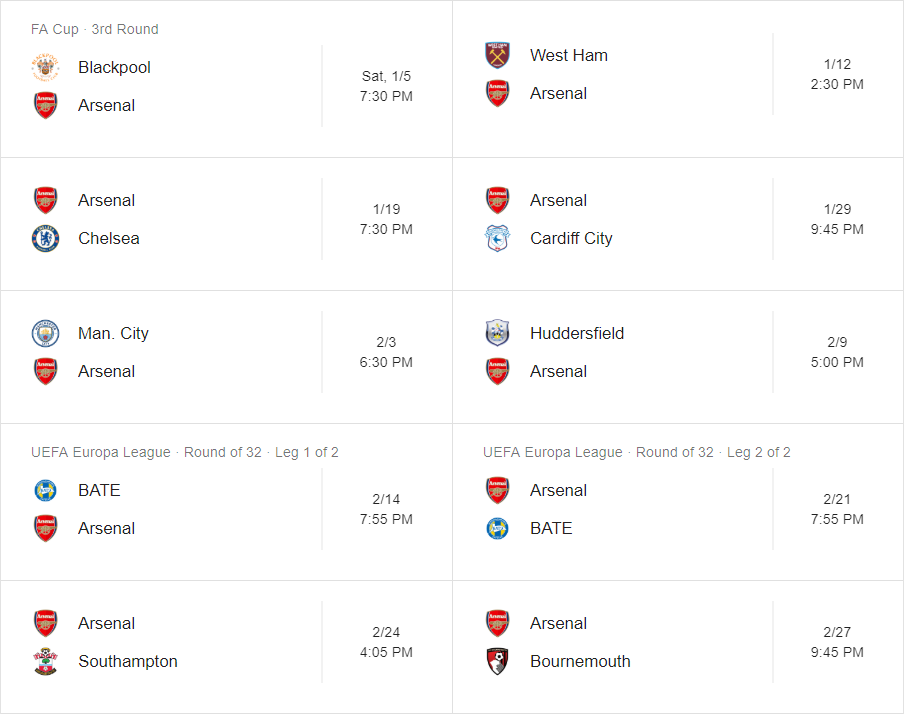 FA Cup · 3rd Round
Blackpool
Arsenal
Sat, 1/5
7:30 PM
West Ham
Arsenal
1/12
2:30 PM
Arsenal
Chelsea
1/19
7:30 PM
Arsenal
Cardiff City
1/29
9:45 PM
Man. City
Arsenal
2/3
6:30 PM
Huddersfield
Arsenal
2/9
5:00 PM
UEFA Europa League · Round of 32 · Leg 1 of 2
BATE
Arsenal
2/14
7:55 PM
UEFA Europa League · Round of 32 · Leg 2 of 2
Arsenal
BATE
2/21
7:55 PM
Arsenal
Southampton
2/24
4:05 PM
Arsenal
Bournemouth
2/27
9:45 PM